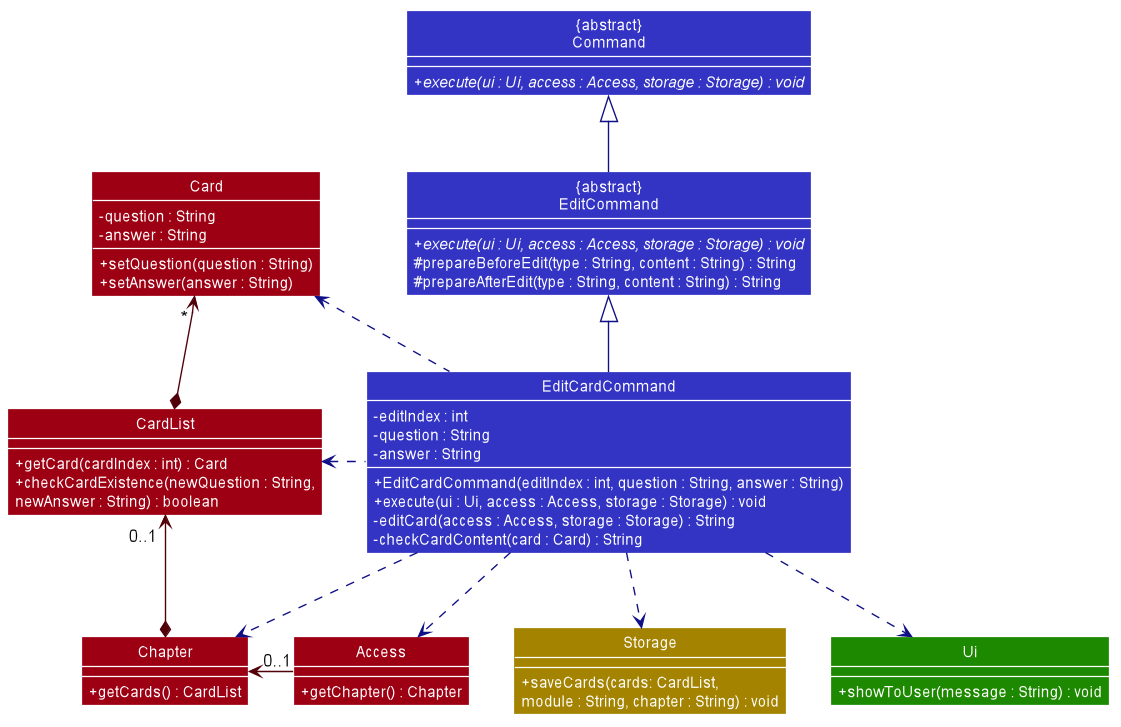 {abstract}
Command
+execute(ui : Ui, access : Access, storage : Storage) : void
Card
-question : String
-answer : String
+setQuestion(question : String)
+setAnswer(answer : String)
{abstract}
EditCommand
+execute(ui : Ui, access : Access, storage : Storage) : void
#prepareBeforeEdit(type : String, content : String) : String
#prepareAfterEdit(type : String, content : String) : String
*
EditCardCommand
-editIndex : int
-question : String
-answer : String
+EditCardCommand(editIndex : int, question : String, answer : String)
+execute(ui : Ui, access : Access, storage : Storage) : void
-editCard(access : Access, storage : Storage) : String
-checkCardContent(card : Card) : String
CardList
+getCard(cardIndex : int) : Card
+checkCardExistence(newQuestion : String,
newAnswer : String) : boolean
0..1
Chapter
+getCards() : CardList
0..1
Access
+getChapter() : Chapter
Storage
+saveCards(cards: CardList,
module : String, chapter : String) : void
Ui
+showToUser(message : String) : void